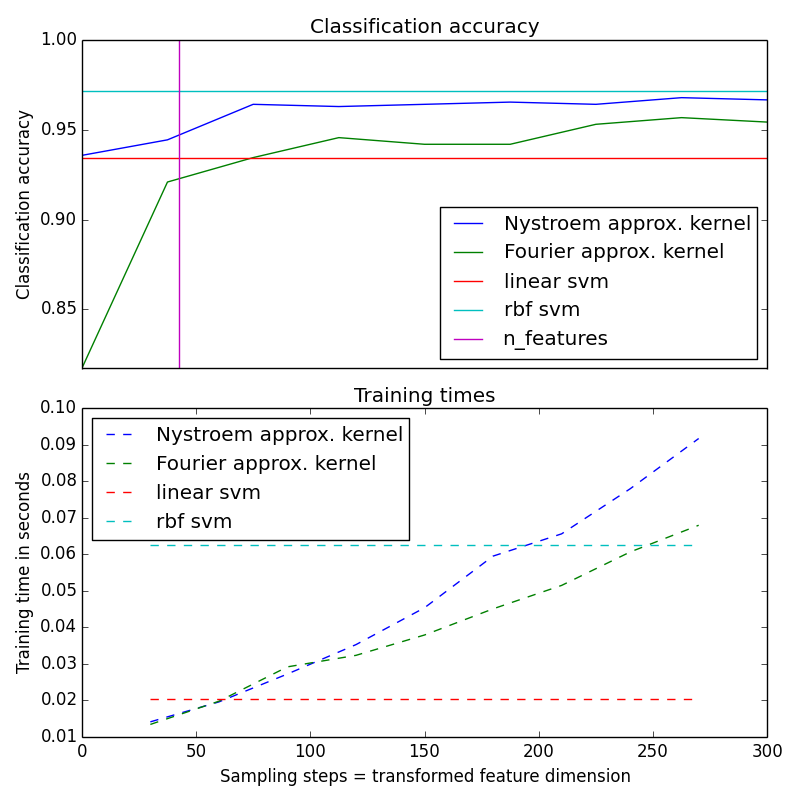 Classification accuracy
1.00
0.95
0.90
0.85
Classification accuracy
Nystroem approx. kernel
Fourier approx. kernel
linear svm
rbf svm
n_features
Training times
0.10
0.09
0.08
0.07
0.06
0.05
0.04
0.03
0.02
0.01
Training time in seconds
Nystroem approx. kernel
Fourier approx. kernel
linear svm
rbf svm
0 50 100 150 200 250 300
Sampling steps = transformed feature dimension